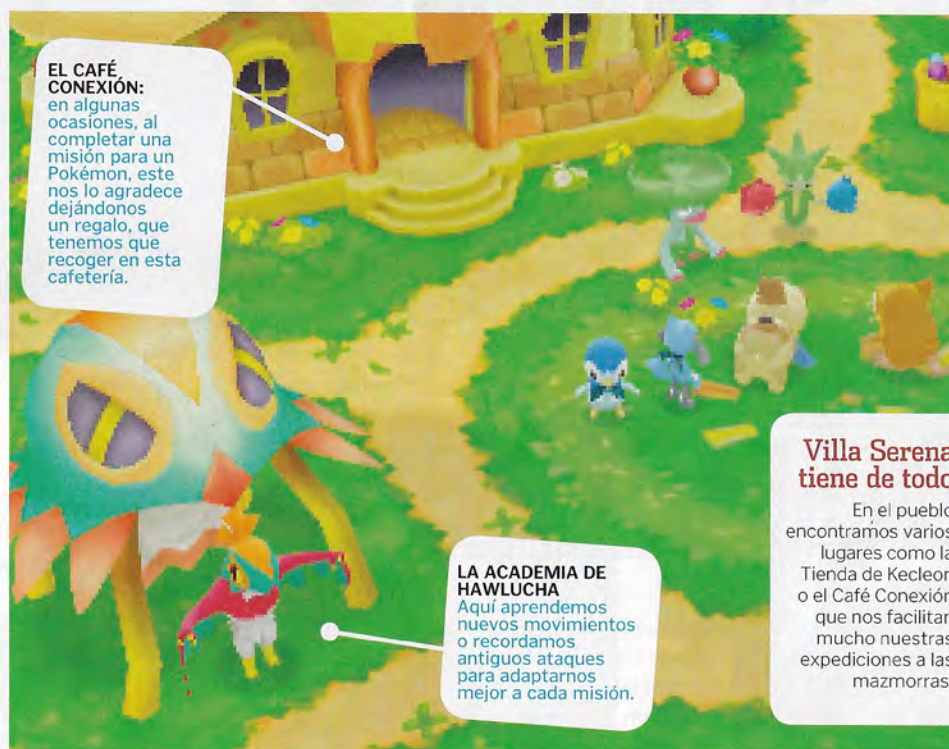 EL CAFÉ
CONEXIÓN:
en algunas
ocasiones, al
completar una
misión para un
Pokémon, este
nos lo agradece
dejándonos
un regalo, que
tenemos que
recoger en esta
cafetería.
LA ACADEMIA DE
HAWLUCHA
Aquí aprendemos
nuevos movimientos
o recordamos
antiguos ataques
para adaptarnos
mejor a cada misión.
Villa Serena
tiene de todo
En el pueblo
encontramos varios
lugares como la
Tienda de Kecleon
o el Café Conexión
que nos facilitan
mucho nuestras
expediciones a las
mazmorras